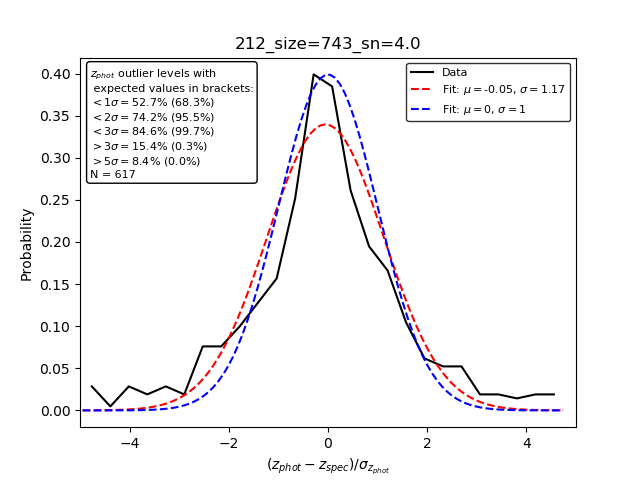 212_size=743_sn=4.0
z_phot outlier levels with
expected values in brackets:
< 1σ = 52.7% (68.3%)
< 2σ = 74.2% (95.5%)
< 3σ = 84.6% (99.7%)
> 3σ = 15.4% (0.3%)
> 5σ = 8.4% (0.0%)
N = 617
Data
Fit: μ = -0.05, σ = 1.17
Fit: μ = 0, σ = 1
Probability
0.40
0.35
0.30
0.25
0.20
0.15
0.10
0.05
0.00
−4 −2 0 2 4
(z_phot − z_spec)/σ_z_phot